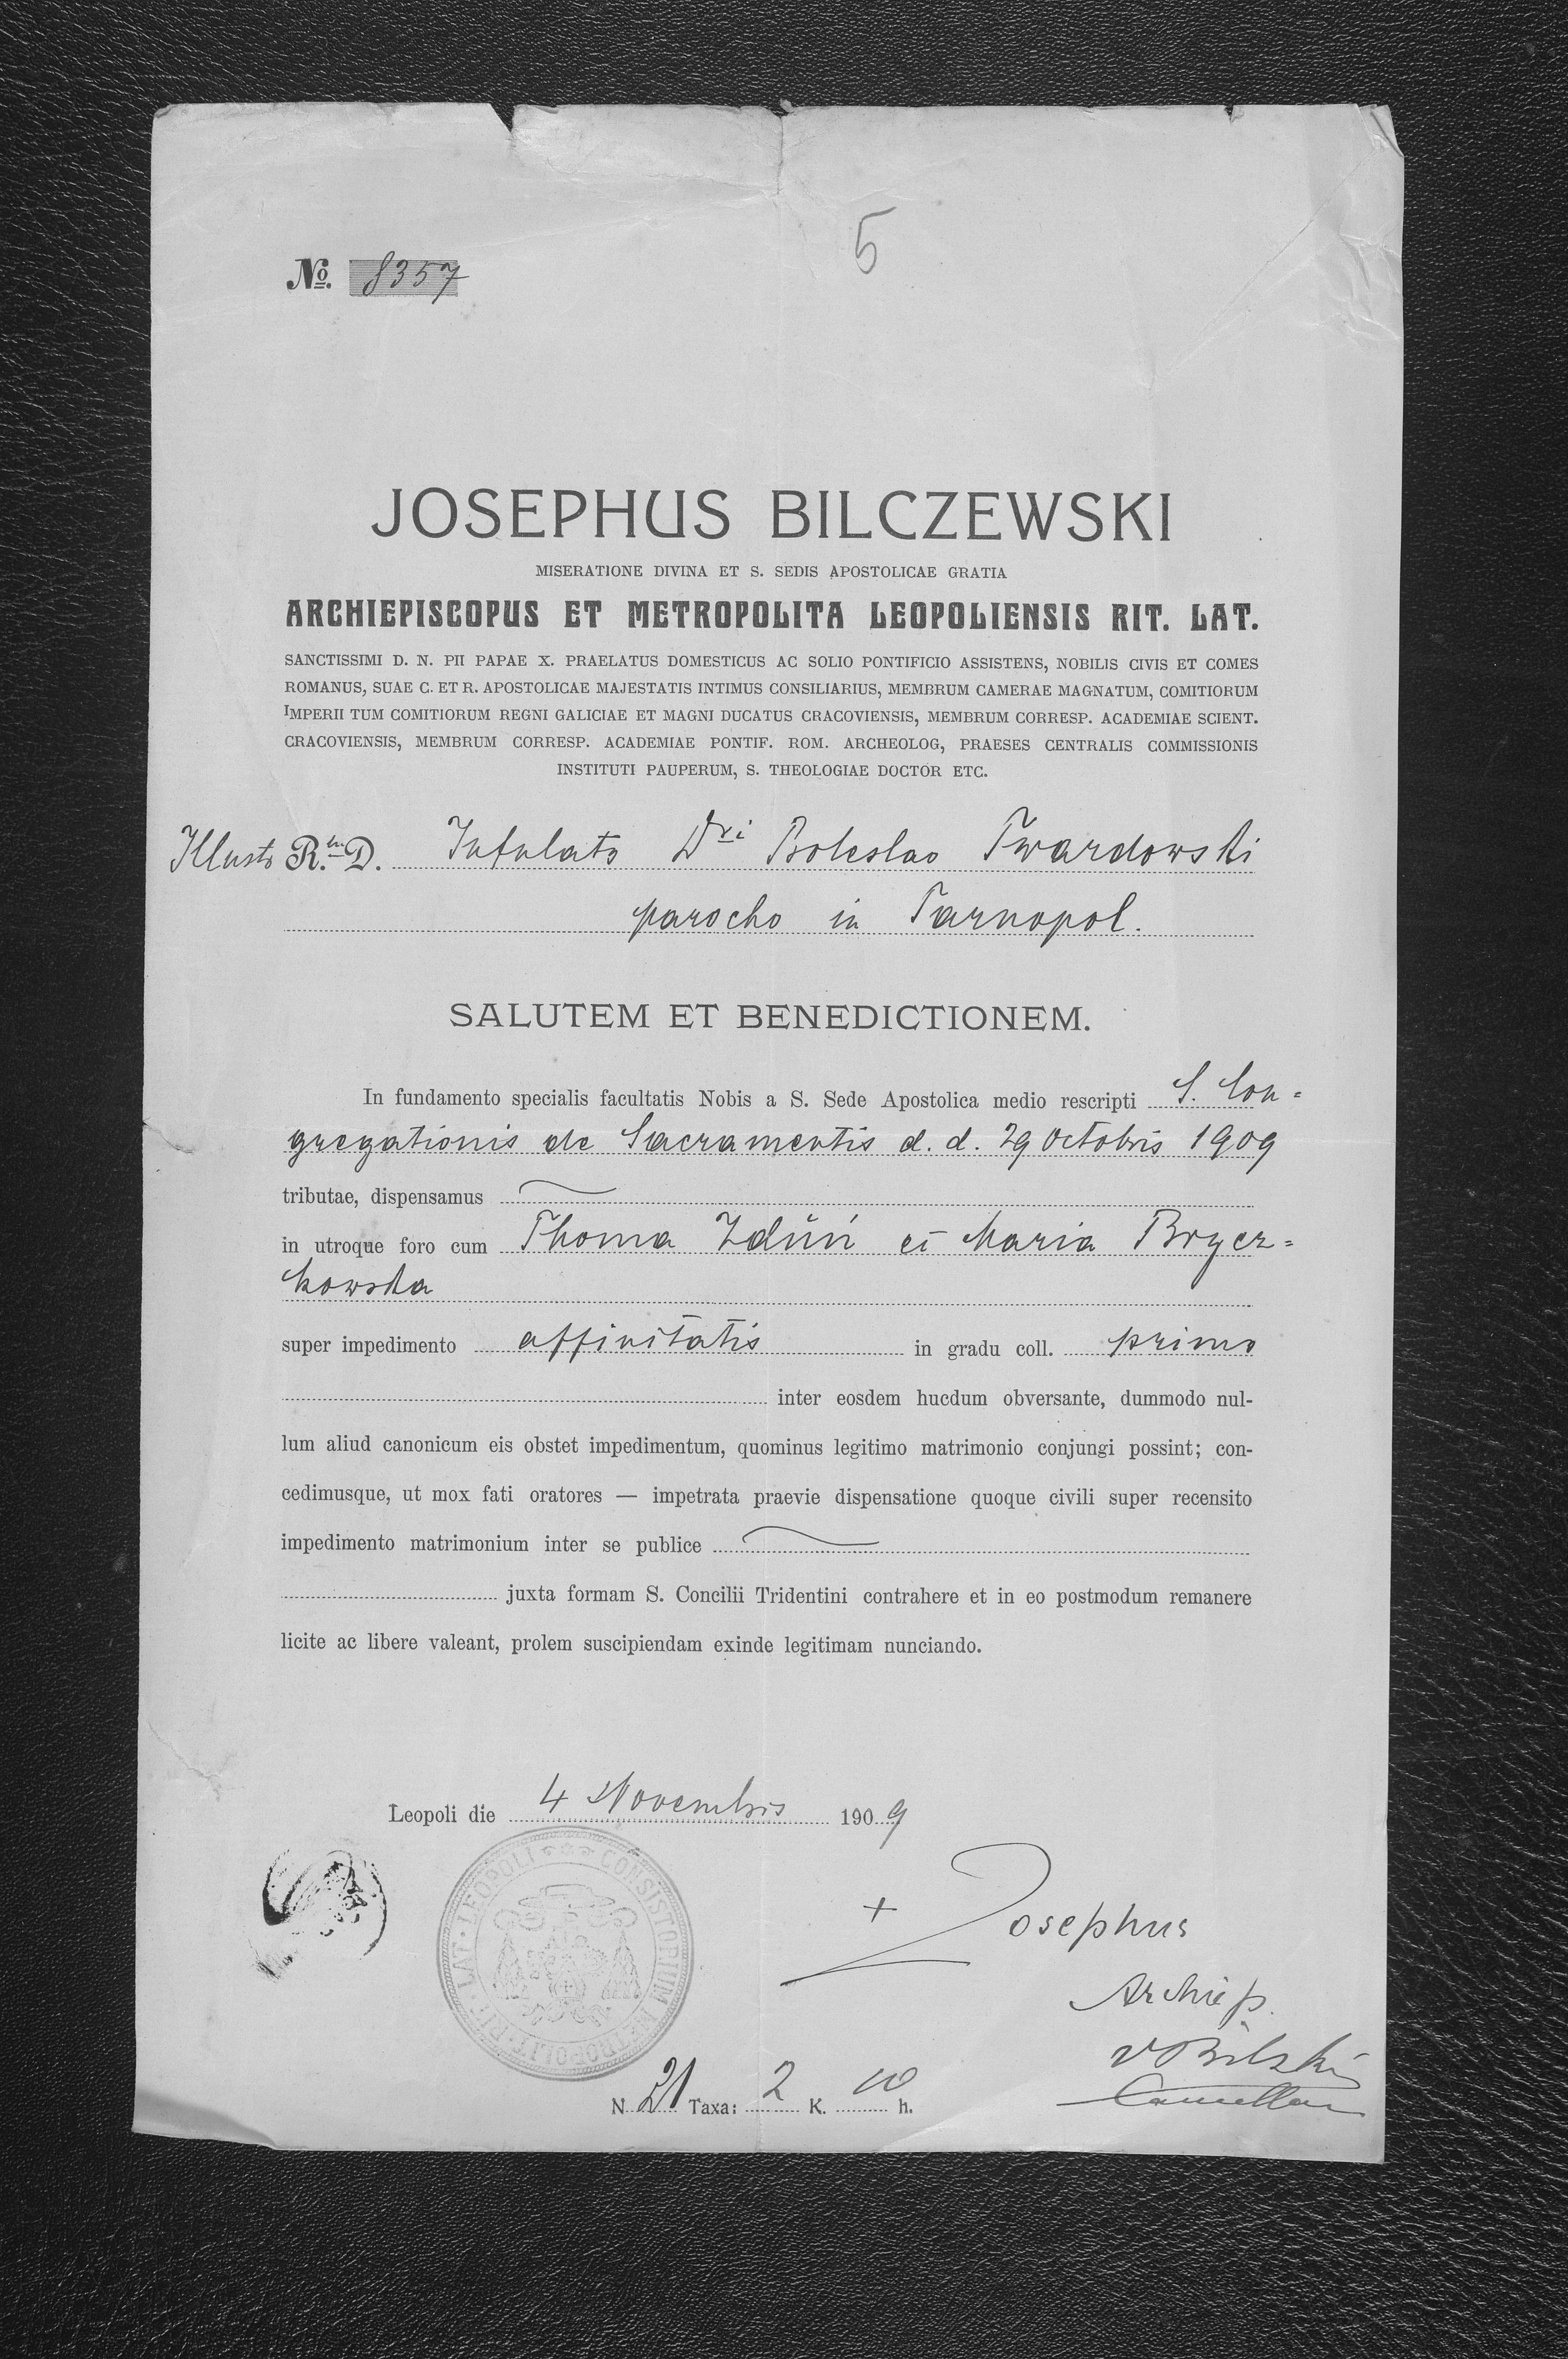 5
No. 8357
JOSEPHUS BILCZEWSKI
MISERATIONE DIVINA ET S. SEDIS APOSTOLICAE GRATIA
ARCHIEPISCOPUS ET METROPOLITA LEOPOLIENSIS RIT. LAT.
SANCTISSIMI D. N. PII PAPAE X. PRAELATUS DOMESTICUS AC SOLIO PONTIFICIO ASSISTENS, NOBILIS CIVIS ET COMES
ROMANUS, SUAE C. ET R. APOSTOLICAE MAJESTATIS INTIMUS CONSILIARIUS, MEMBRUM CAMERAE MAGNATUM, COMITIORUM
IMPERII TUM COMITIORUM REGNI GALICIAE ET MAGNI DUCATUS CRACOVIENSIS, MEMBRUM CORRESP. ACADEMIAE SCIENT.
CRACOVIENSIS, MEMBRUM CORRESP. ACADEMIAE PONTIF. ROM. ARCHEOLOG, PRAESES CENTRALIS COMMISSIONIS
INSTITUTI PAUPERUM, S. THEOLOGIAE DOCTOR ETC.
Illustr R. D. Infulato Dri Boleslao Twardowski
parocho in Tarnopol.
SALUTEM ET BENEDICTIONEM.
In fundamento specialis facultatis Nobis a S. Sede Apostolica medio rescripti S. Con=
gregationis de Sacramentis d. d. 29 Octobris 1909
tributae, dispensamus
in utroque foro cum Thoma Zduń et Maria Brycz=
kowska
super impedimento affinitatis in gradu coll. primo
inter eosdem hucdum obversante, dummodo nul-
lum aliud canonicum eis obstet impedimentum, quominus legitimo matrimonio conjungi possint; con-
cedimusque, ut mox fati oratores — impetrata praevie dispensatione quoque civili super recensito
impedimento matrimonium inter se publice
juxta formam S. Concilii Tridentini contrahere et in eo postmodum remanere
licite ac libere valeant, prolem suscipiendam exinde legitimam nunciando.
Leopoli die 4 Novembris 1909
CONSISTORIUM METROPOLIT. RIT. LAT. LEOPOLI
+ Josephus
Archiep.
Bilski
Cancellar
N 21 Taxa: 2 K. 10 h.